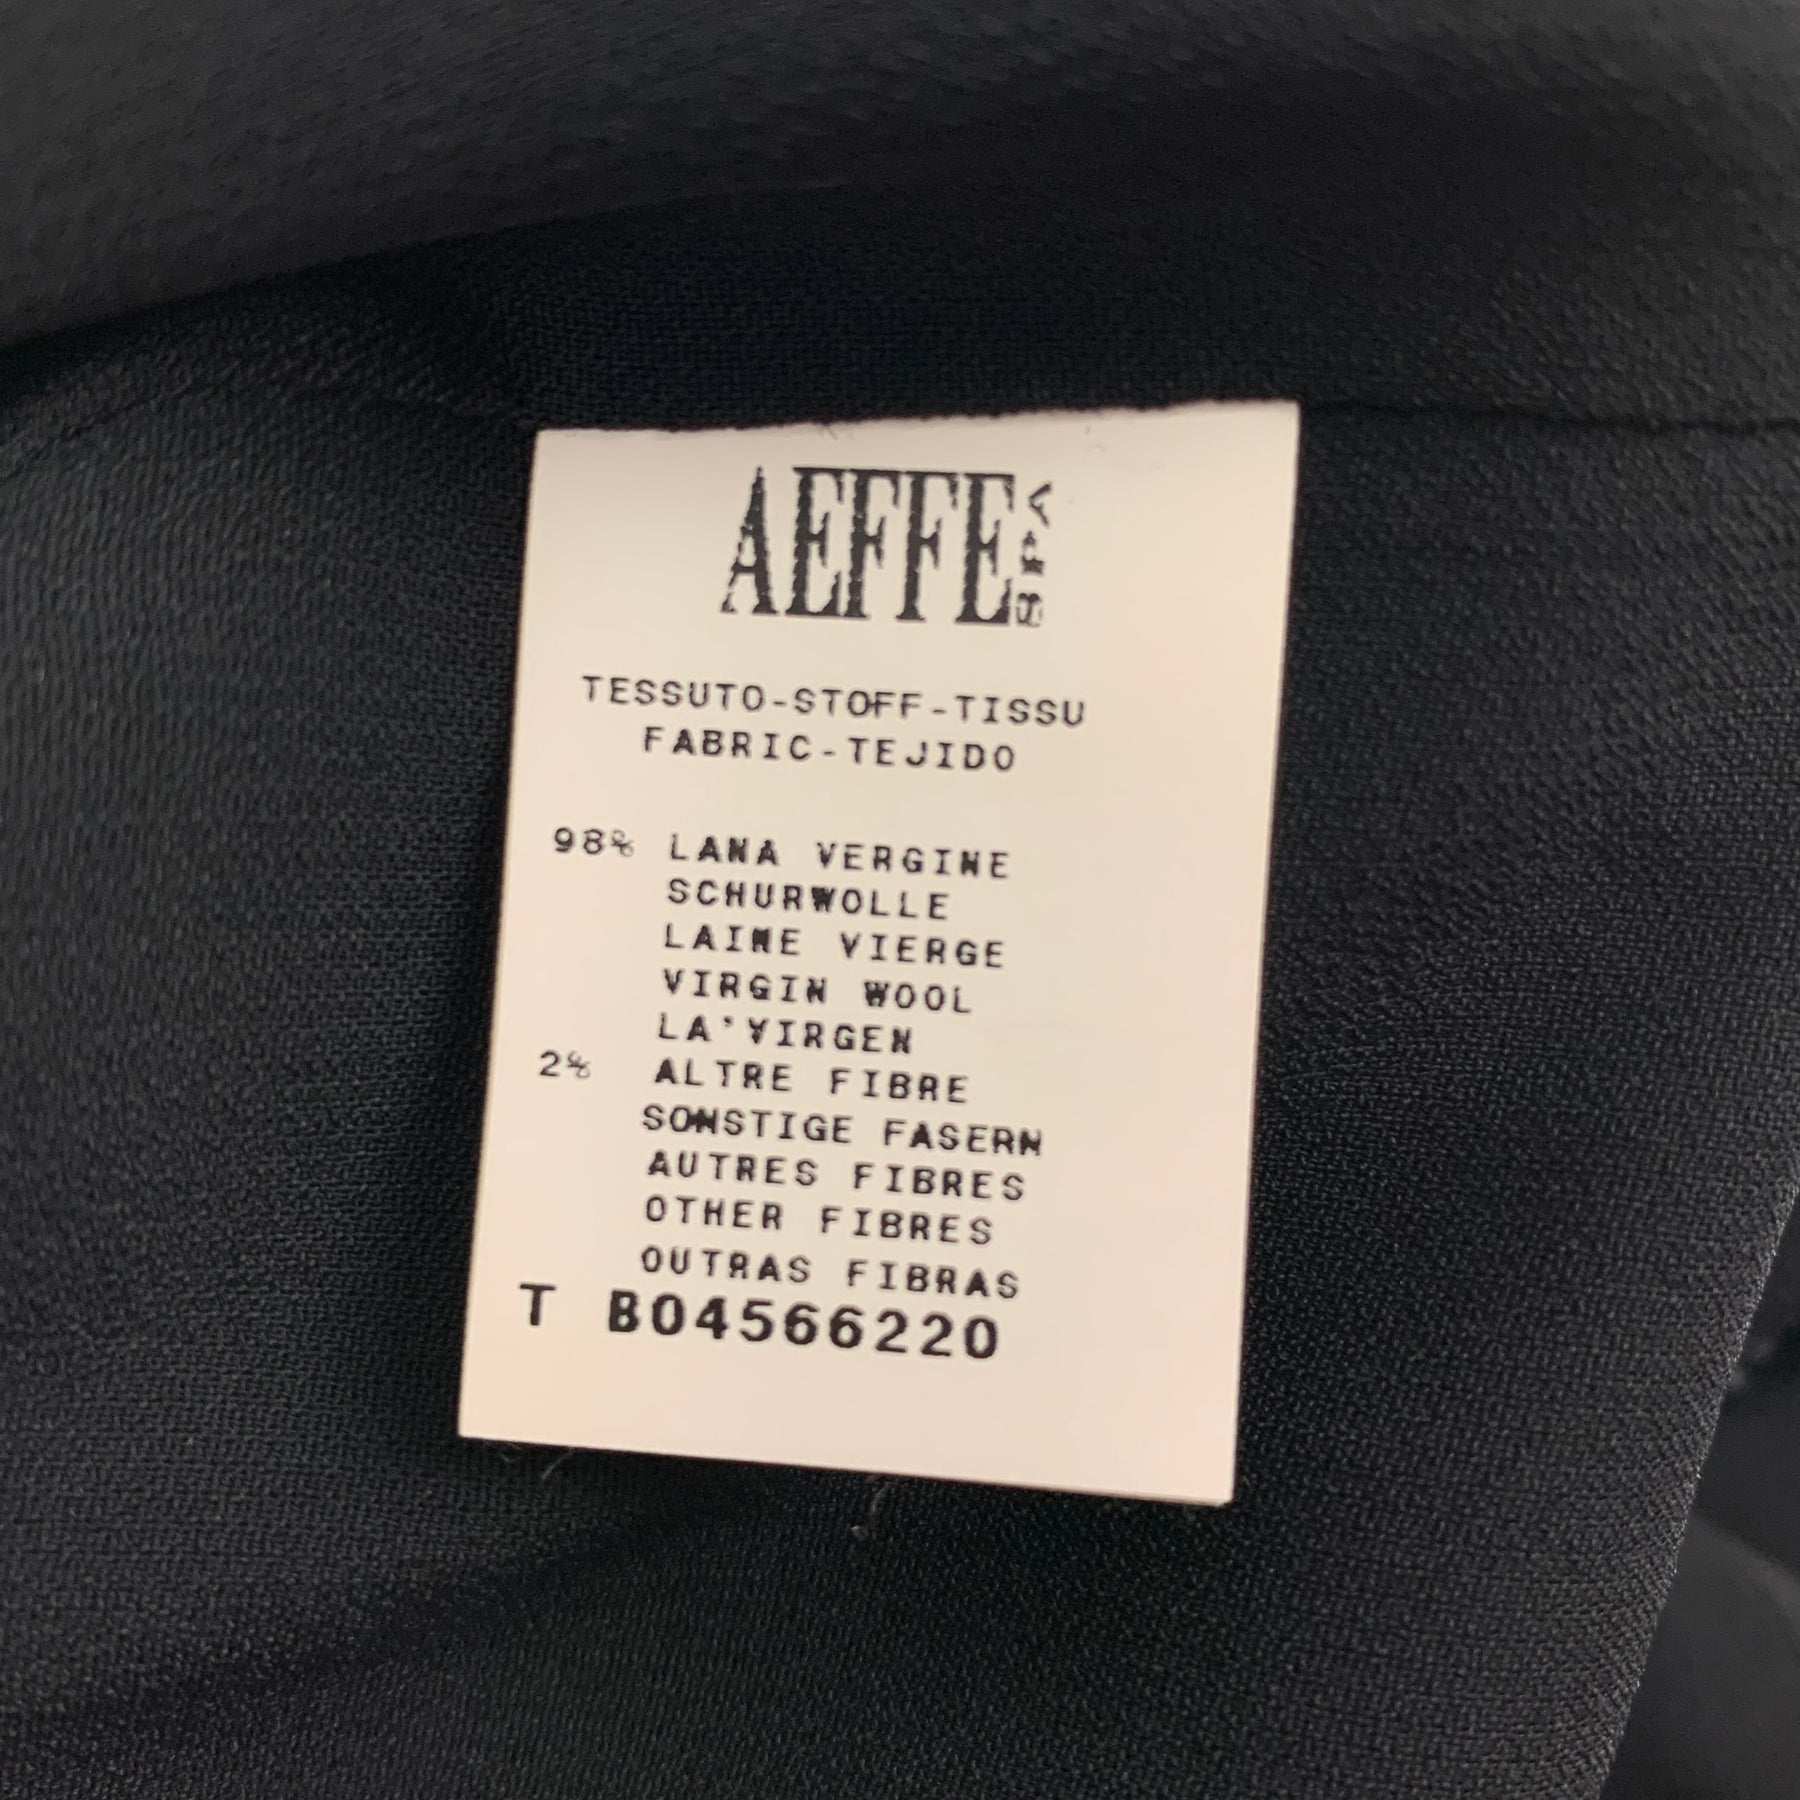 AEFFE
TESSUTO-STOFF-TISSU
FABRIC-TEJIDO
98% LANA VERGINE
SCHURWOLLE
LAINE VIERGE
VIRGIN WOOL
LA'VIRGEN
2% ALTRE FIBRE
SONSTIGE FASERN
AUTRES FIBRES
OTHER FIBRES
OUTRAS FIBRAS
T B04566220